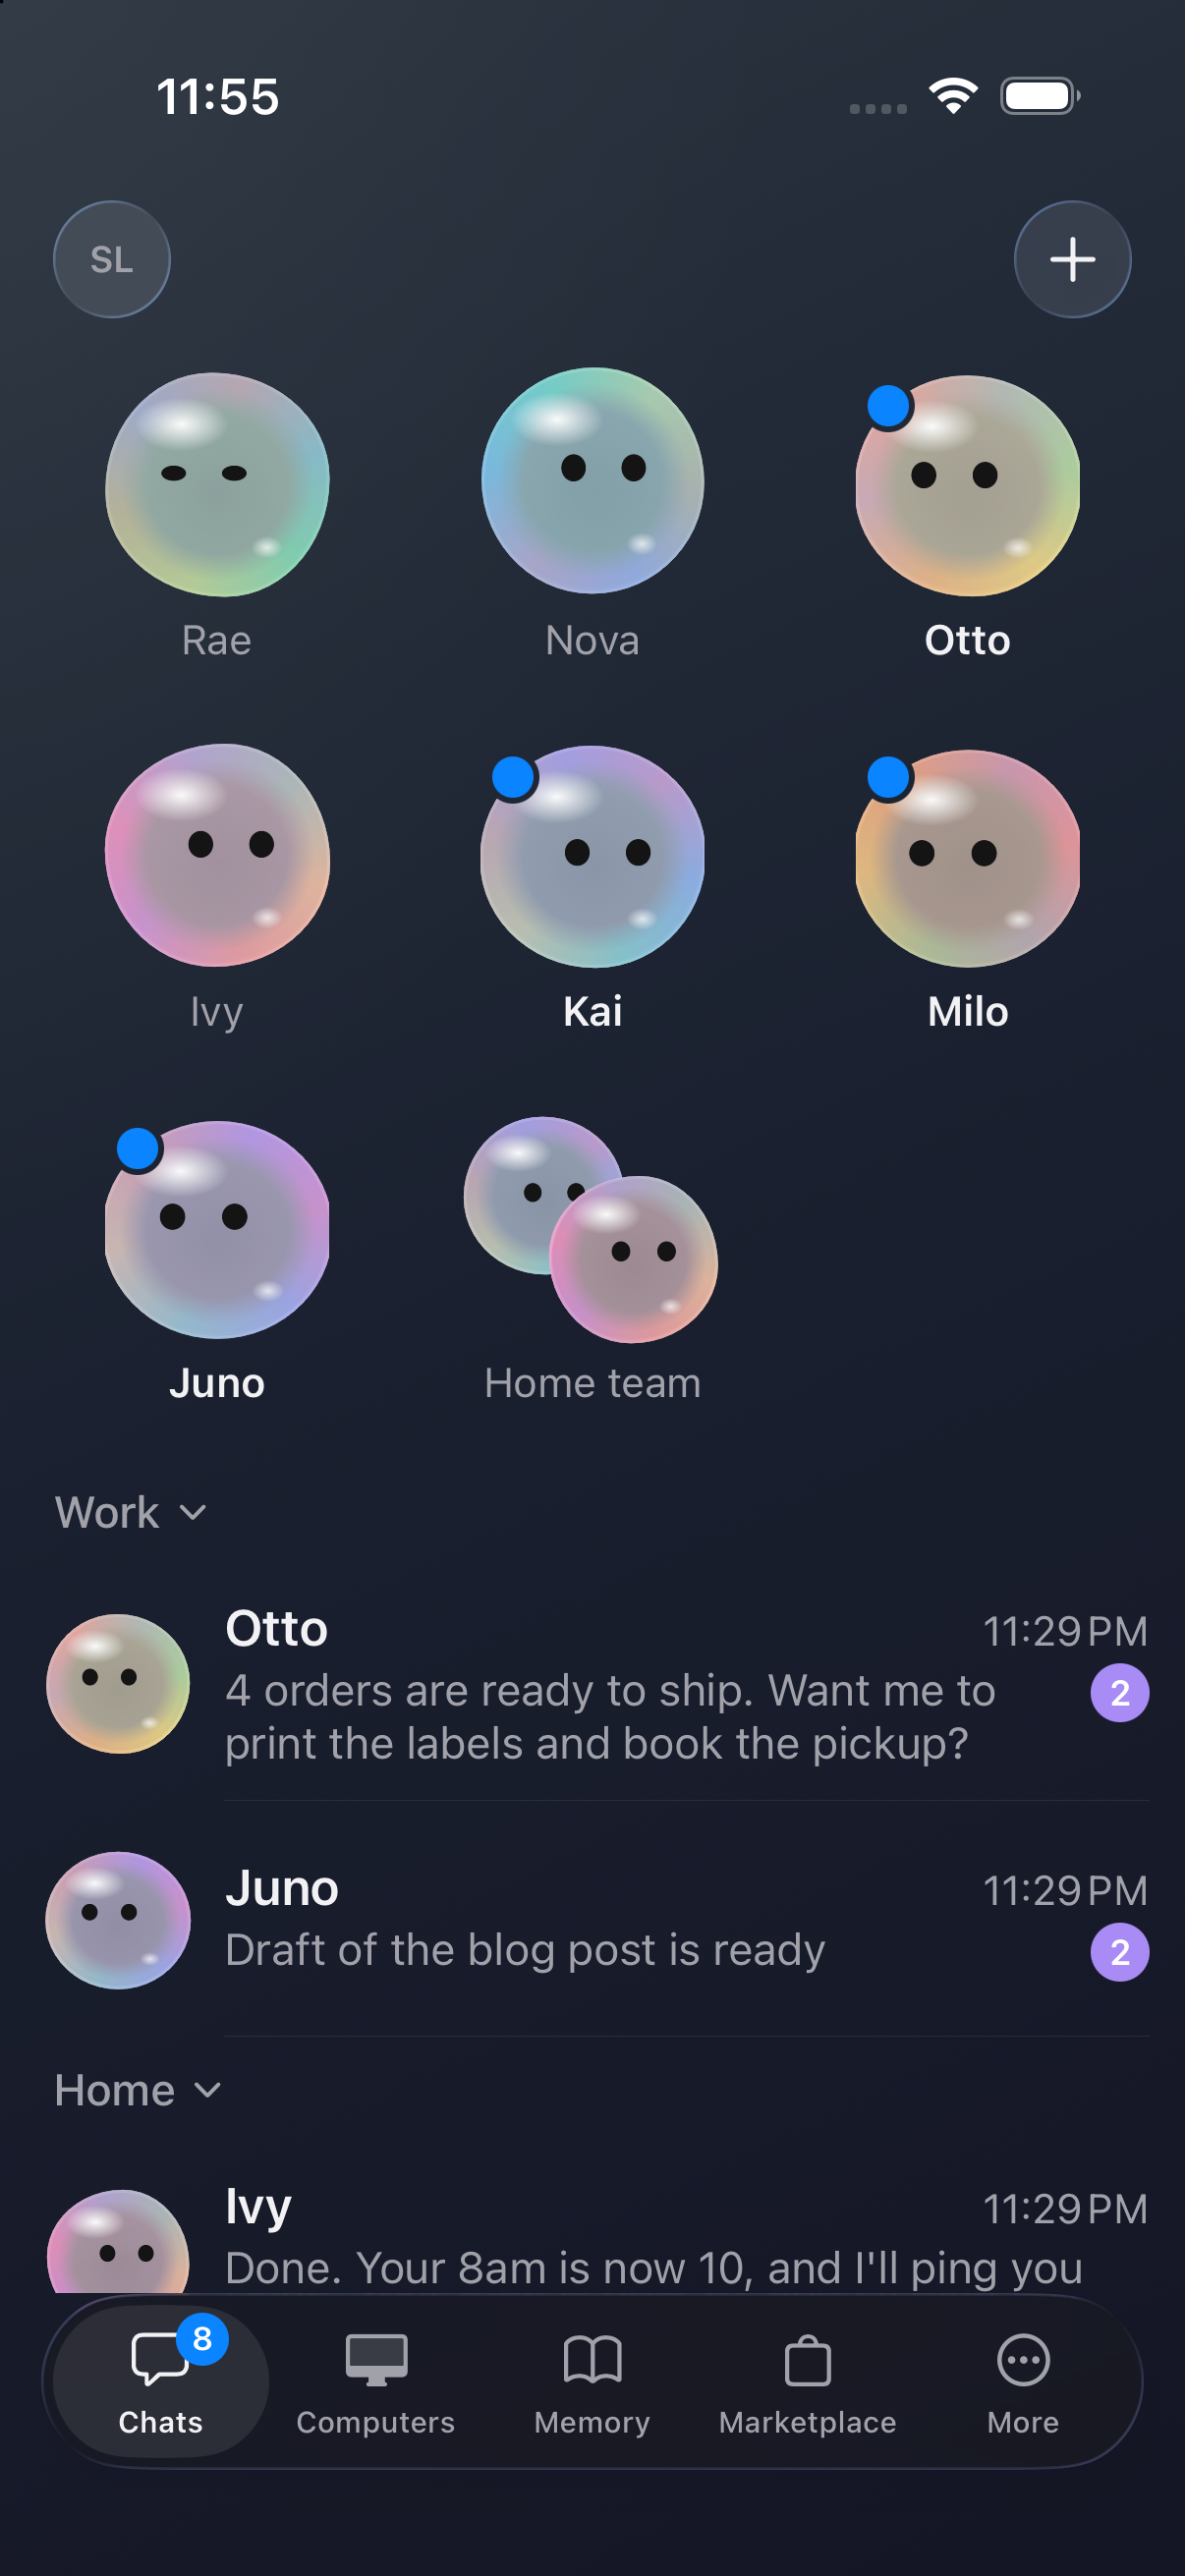 11:55
SL
Rae
Nova
Otto
Ivy
Kai
Milo
Juno
Home team
Work
Otto
11:29 PM
4 orders are ready to ship. Want me to
2
print the labels and book the pickup?
Juno
11:29 PM
Draft of the blog post is ready
2
Home
Ivy
11:29 PM
Done. Your 8am is now 10, and I'll ping you
8
Chats
Computers
Memory
Marketplace
More